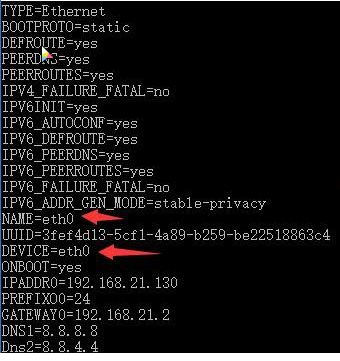 TYPE=Ethernet
BOOTPROTO=static
DEFROUTE=yes
PEERDNS=yes
PEERROUTES=yes
IPV4_FAILURE_FATAL=no
IPV6INIT=yes
IPV6_AUTOCONF=yes
IPV6_DEFROUTE=yes
IPV6_PEERDNS=yes
IPV6_PEERROUTES=yes
IPV6_FAILURE_FATAL=no
IPV6_ADDR_GEN_MODE=stable-privacy
NAME=eth0
UUID=3fef4d13-5cf1-4a89-b259-be22518863c4
DEVICE=eth0
ONBOOT=yes
IPADDR0=192.168.21.130
PREFIXO0=24
GATEWAY0=192.168.21.2
DNS1=8.8.8.8
Dns2=8.8.4.4